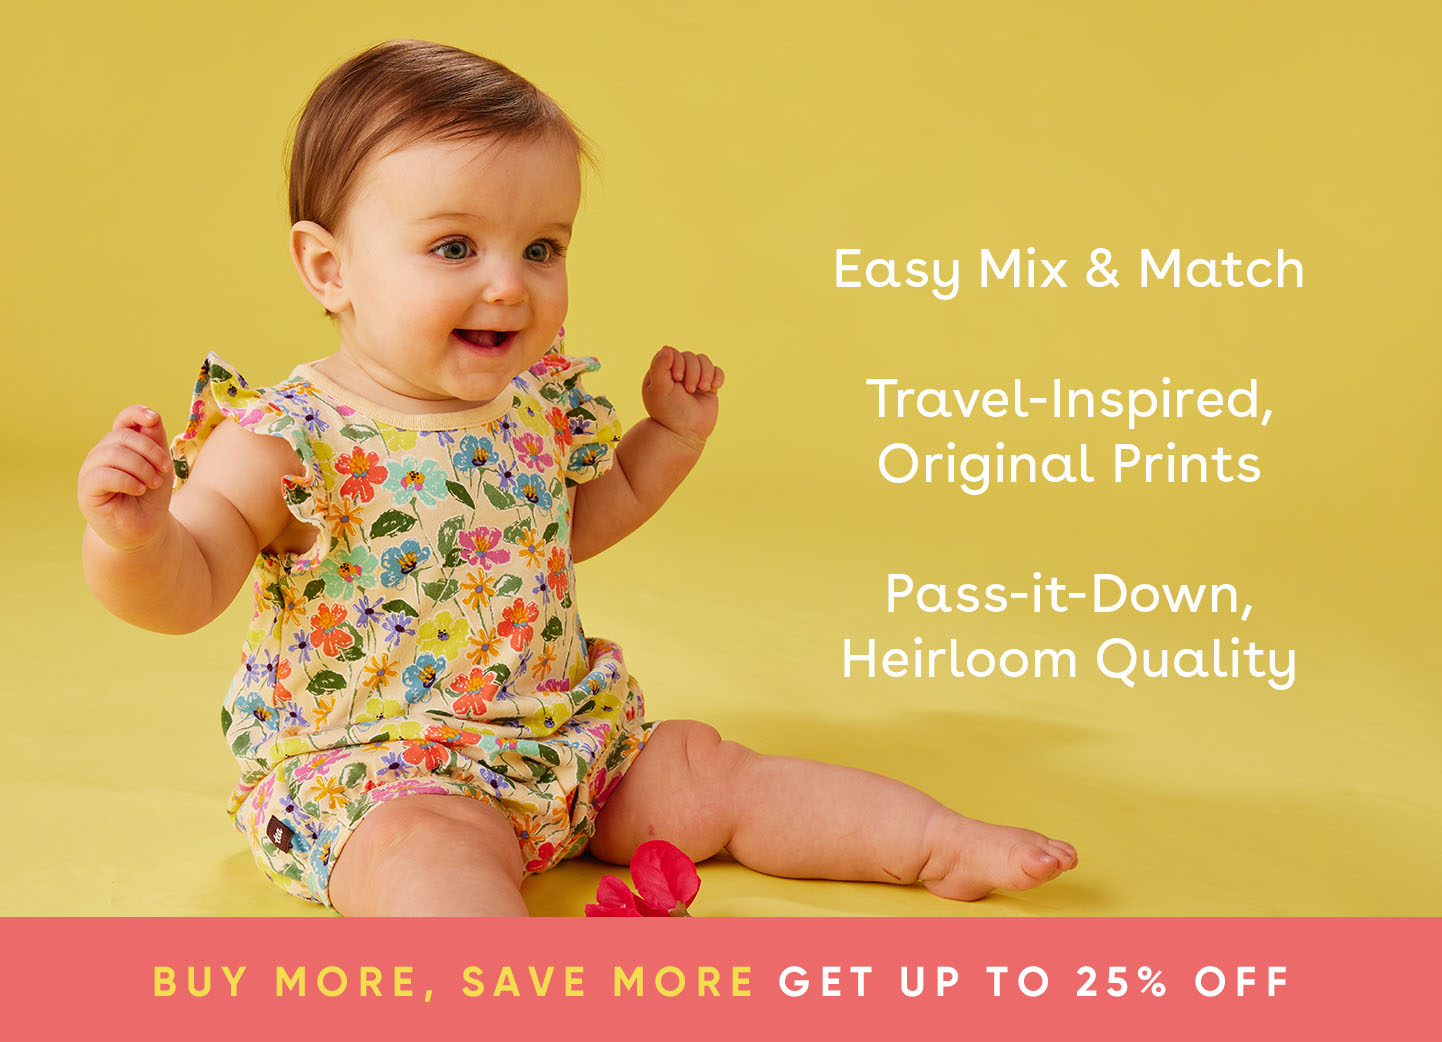 Easy Mix & Match
Travel-Inspired,
Original Prints
Pass-it-Down,
Heirloom Quality
tea
BUY MORE, SAVE MORE GET UP TO 25% OFF